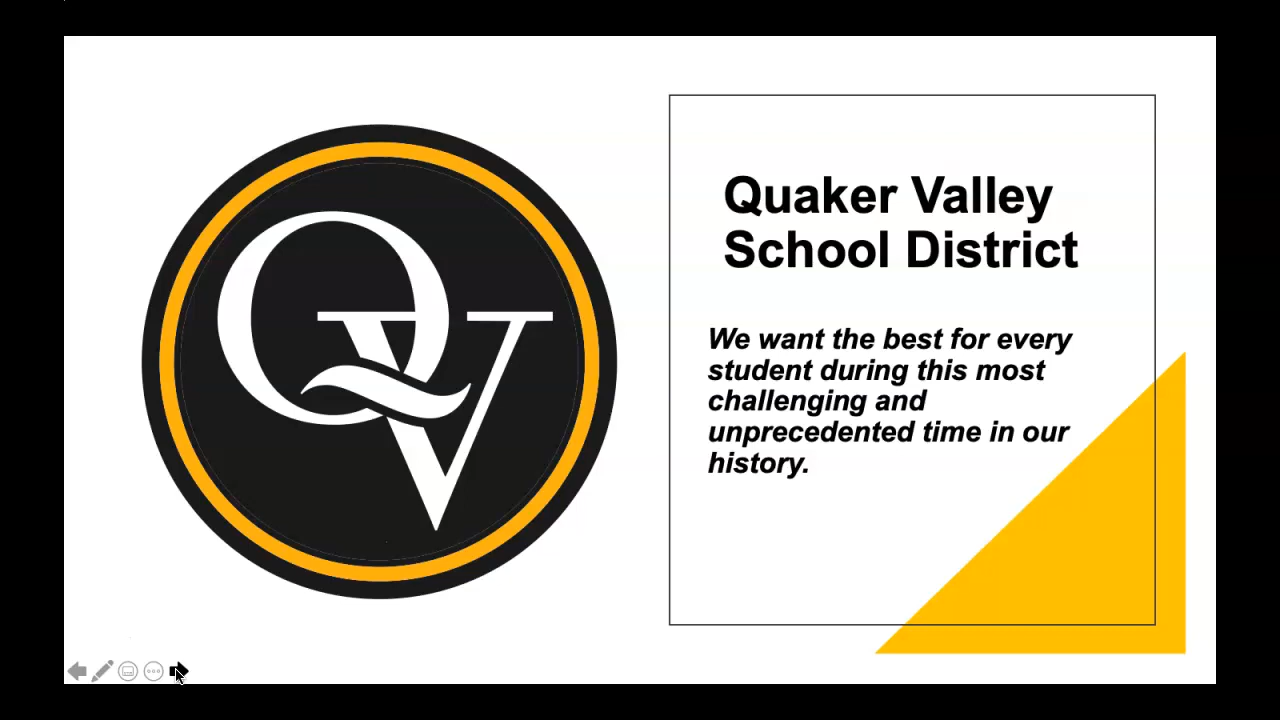 QV
Quaker Valley
School District
We want the best for every
student during this most
challenging and
unprecedented time in our
history.